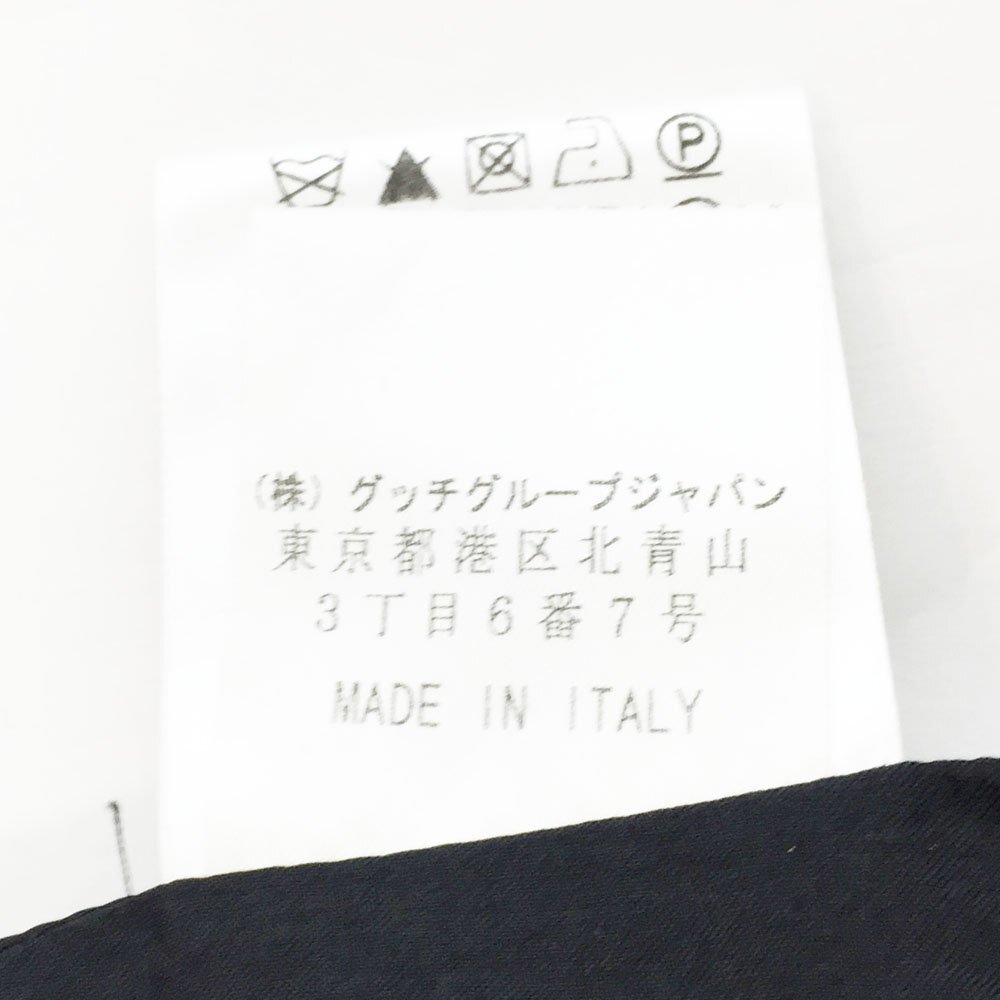 P
(株)グッチグループジャパン
東京都港区北青山
3丁目6番7号
MADE IN ITALY